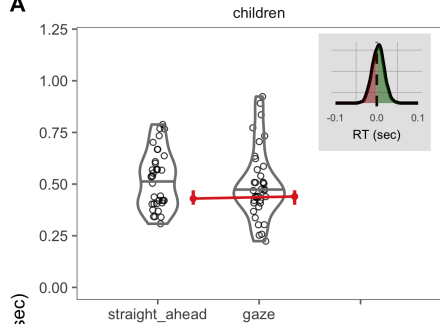 A
children
1.25
1.00
0.75
0.50
0.25
0.00
-0.1 0.0 0.1
RT (sec)
straight_ahead gaze
sec)